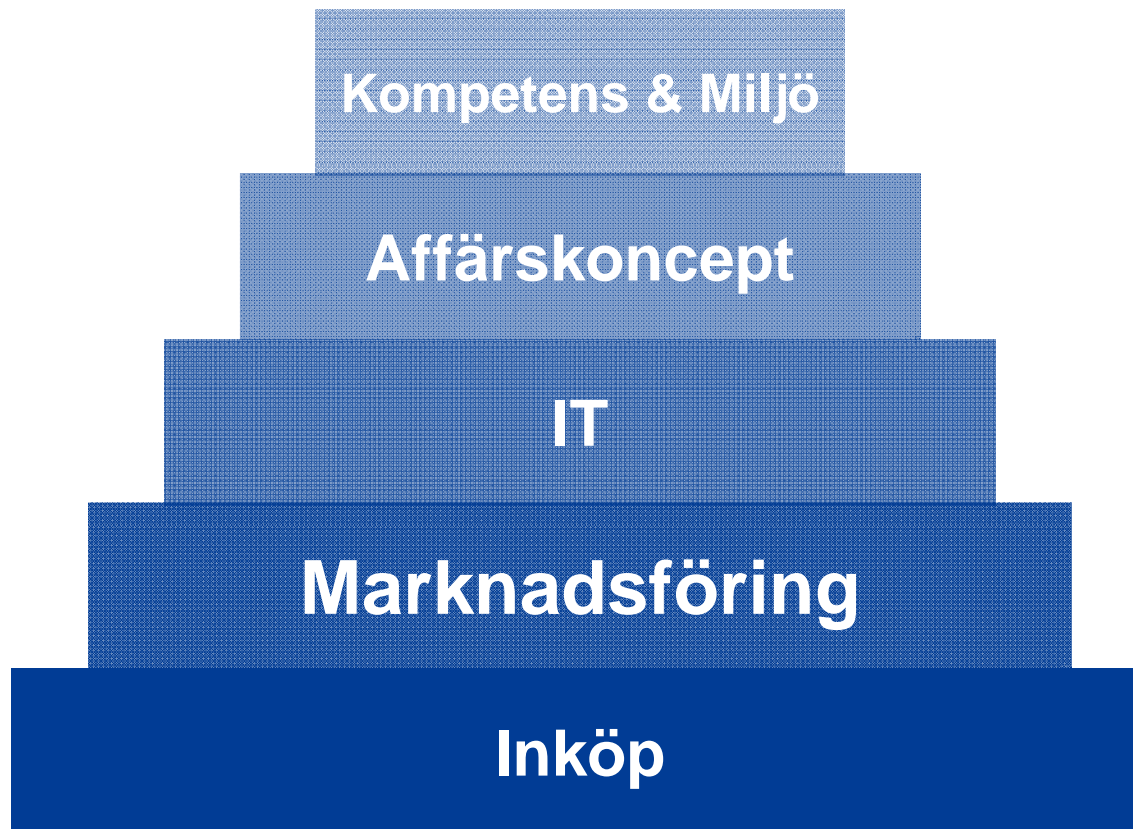 Kompetens & Miljö
Affärskoncept
IT
Marknadsföring
Inköp